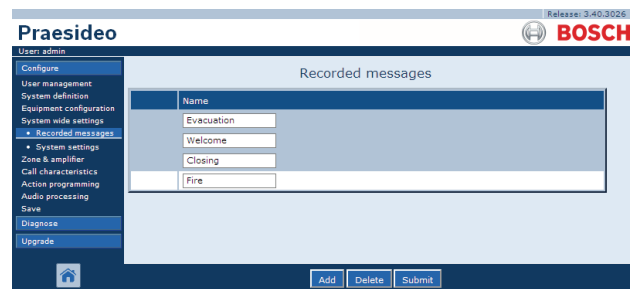 Release: 3.40.3026
Praesideo
BOSCH
User: admin
Configure
User management
System definition
Equipment configuration
System wide settings
• Recorded messages
• System settings
Zone & amplifier
Call characteristics
Action programming
Audio processing
Save
Diagnose
Upgrade
Recorded messages
Name
Evacuation
Welcome
Closing
Fire
Add Delete Submit